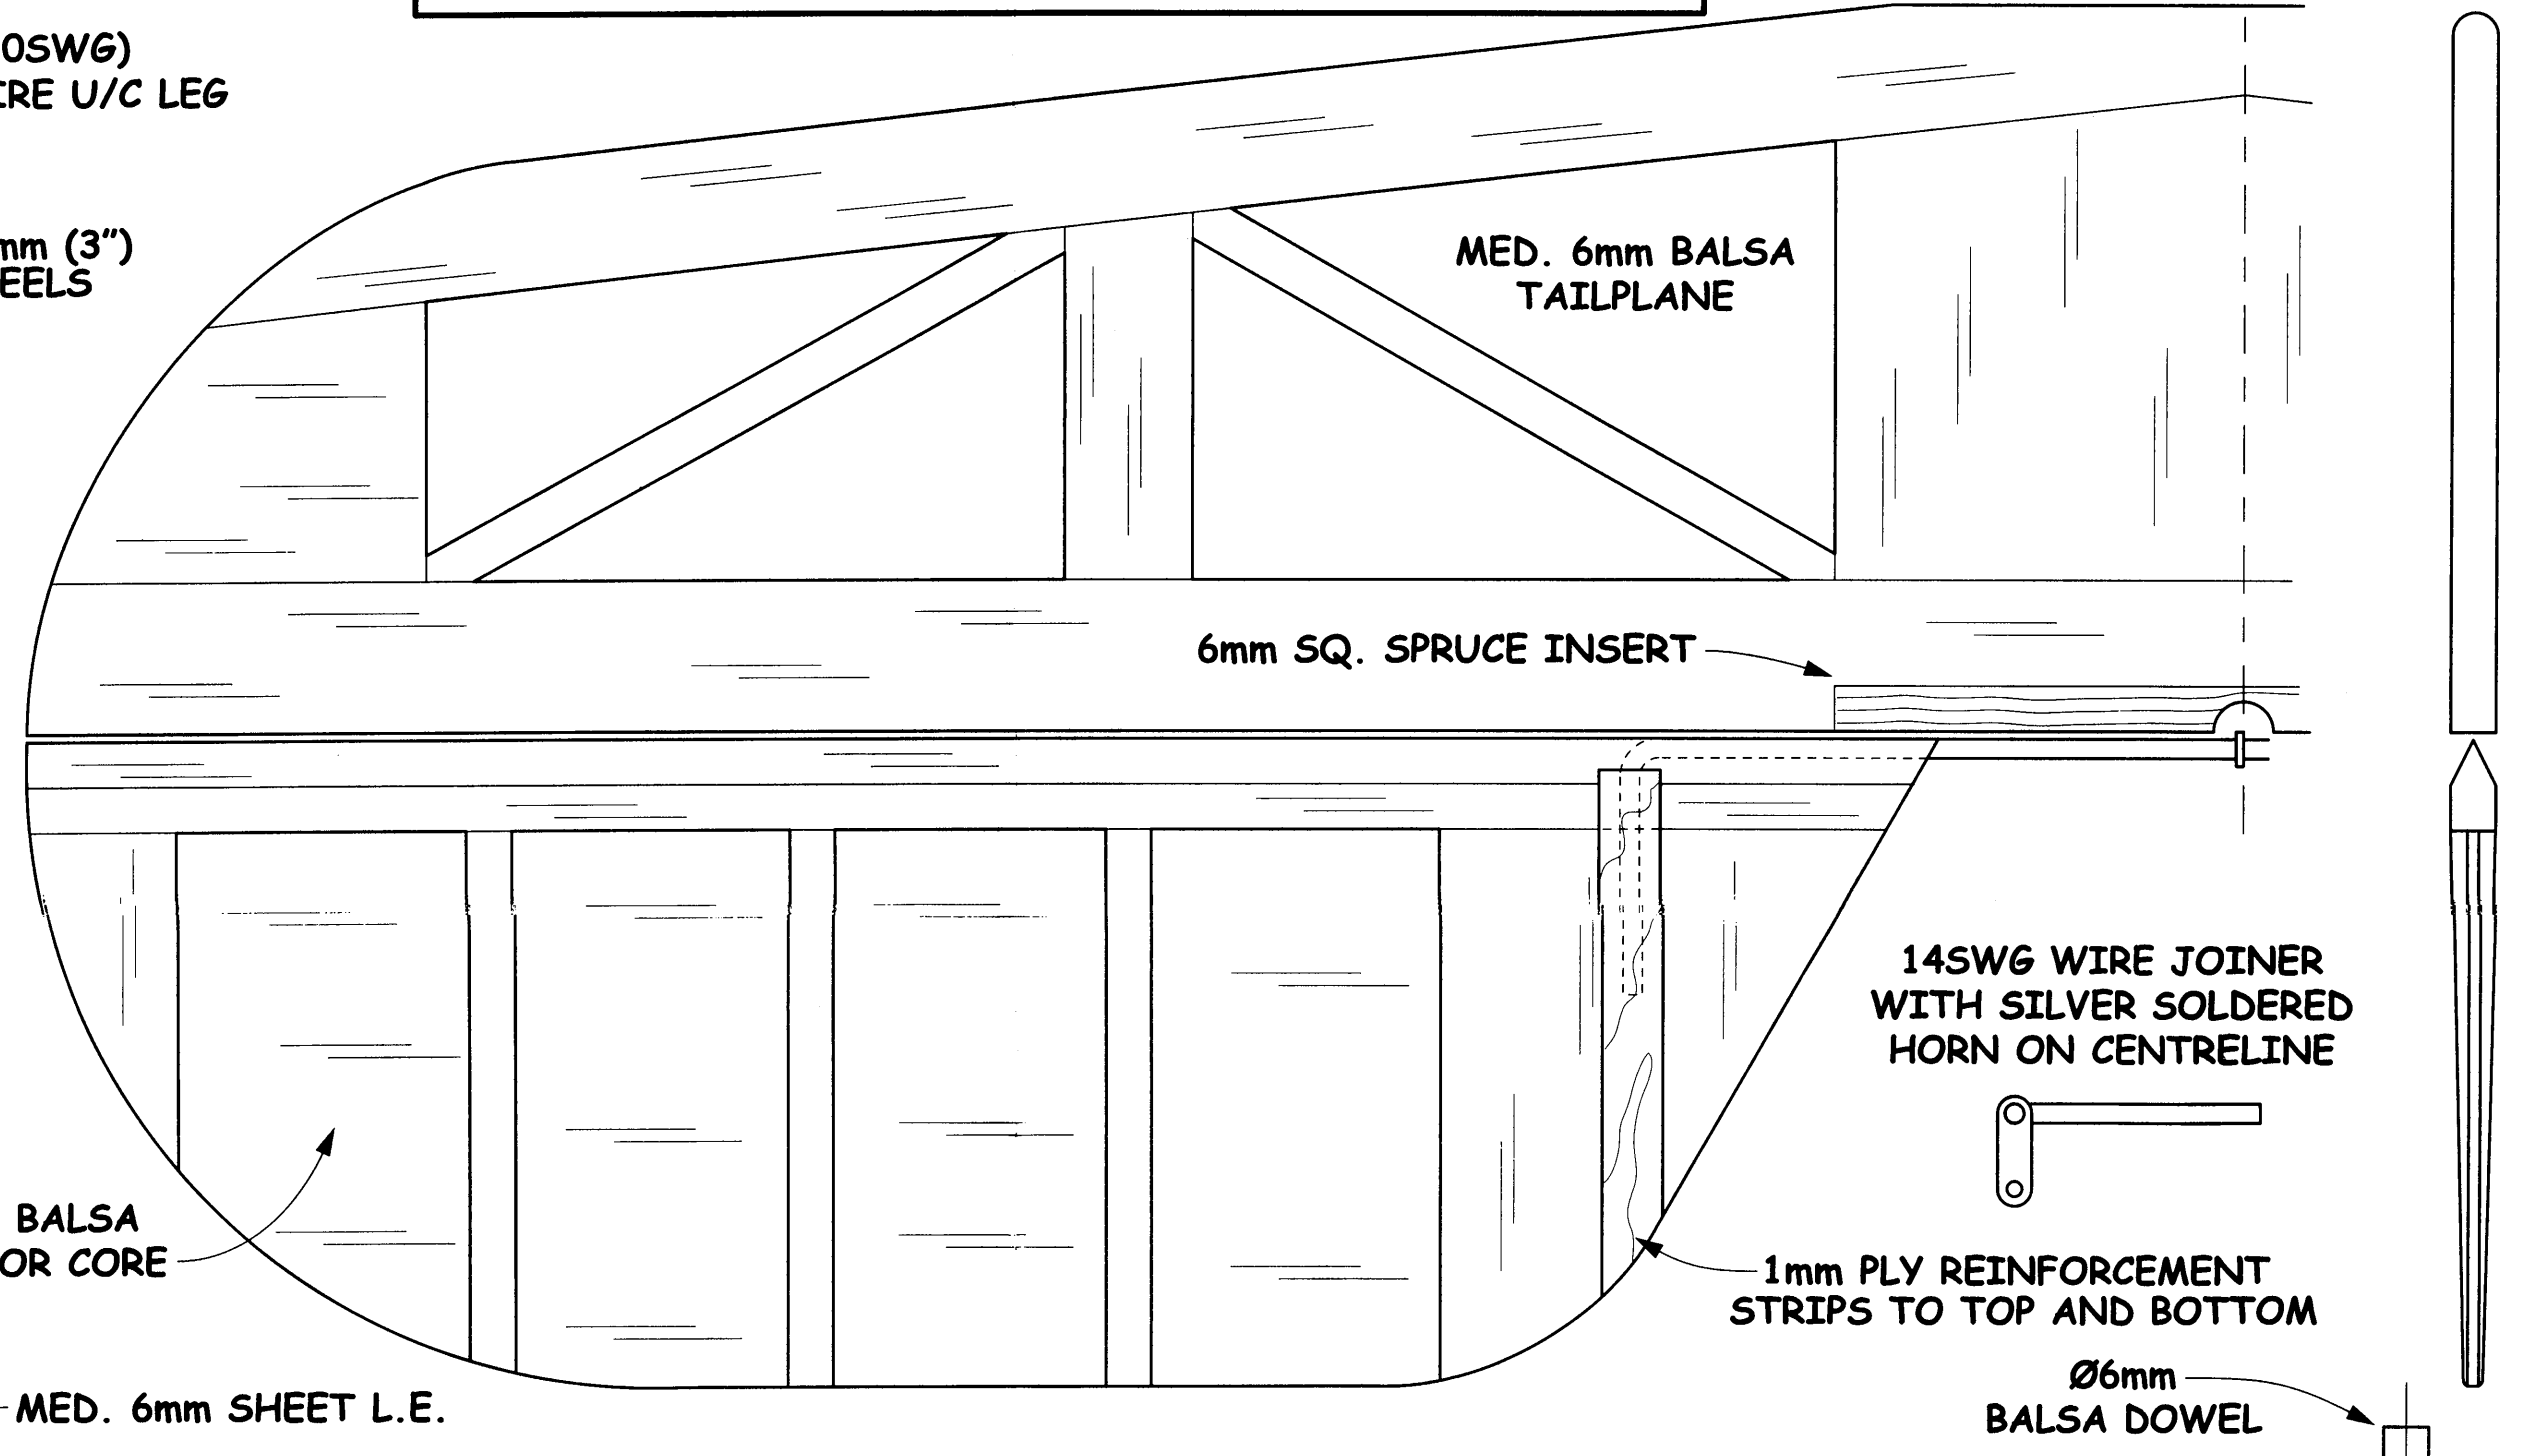 0SWG)
IRE U/C LEG
mm (3")
EELS
MED. 6mm BALSA
TAILPLANE
6mm SQ. SPRUCE INSERT
14SWG WIRE JOINER
WITH SILVER SOLDERED
HORN ON CENTRELINE
BALSA
OR CORE
1mm PLY REINFORCEMENT
STRIPS TO TOP AND BOTTOM
Ø6mm
BALSA DOWEL
MED. 6mm SHEET L.E.